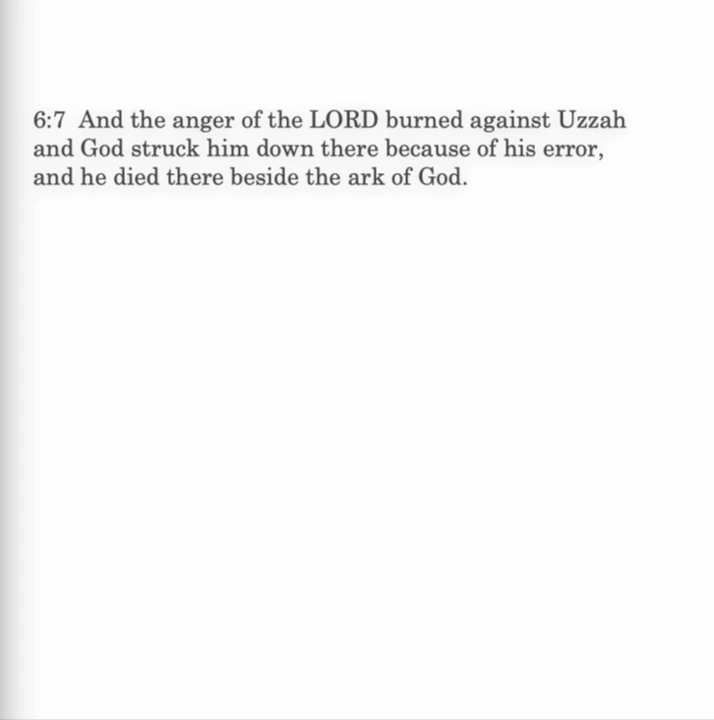 6:7 And the anger of the LORD burned against Uzzah
and God struck him down there because of his error,
and he died there beside the ark of God.